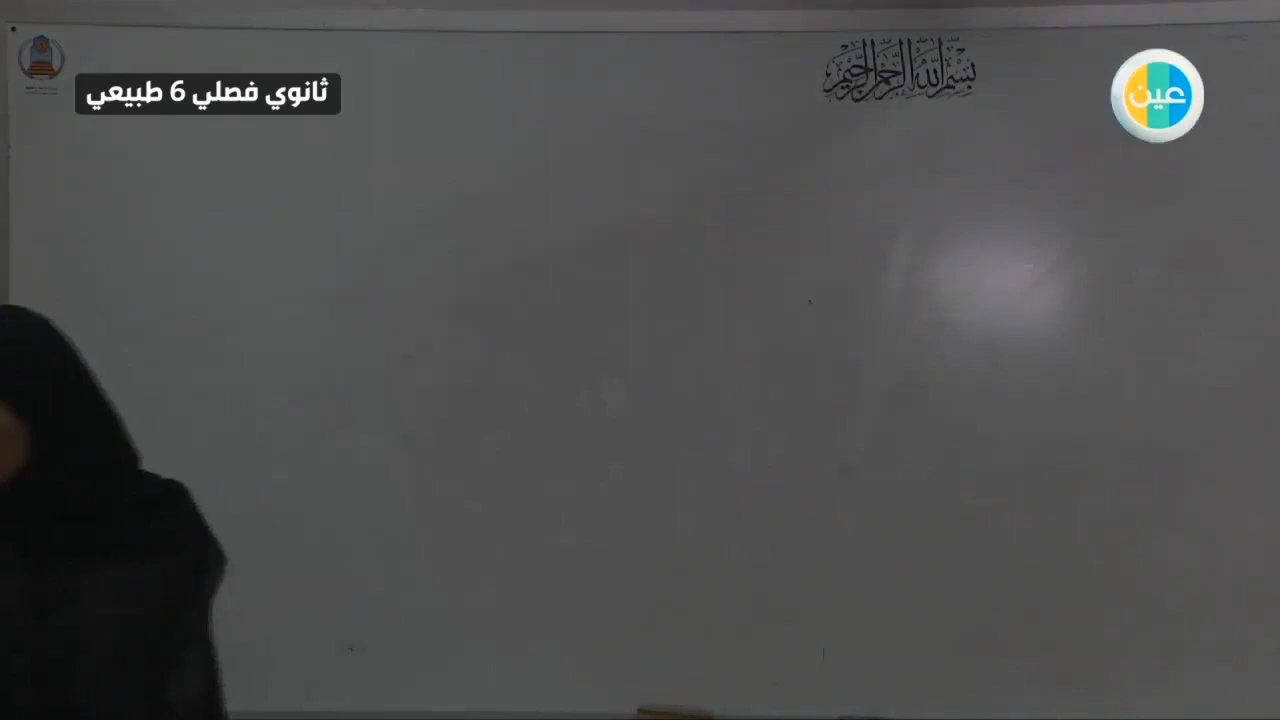 بسم الله الرحمن الرحيم
عين
ثانوي فصلي 6 طبيعي